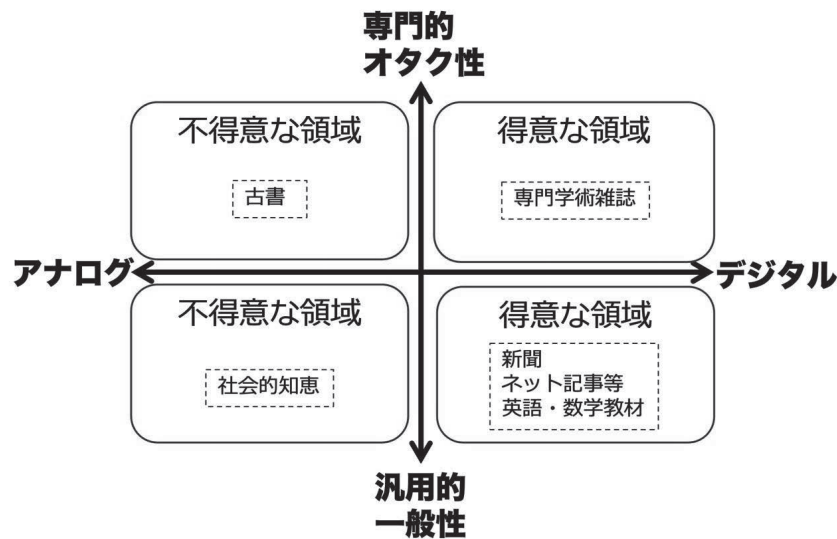 専門的
オタク性
不得意な領域
古書
得意な領域
専門学術雑誌
アナログ
デジタル
不得意な領域
社会的知恵
得意な領域
新聞
ネット記事等
英語・数学教材
汎用的
一般性